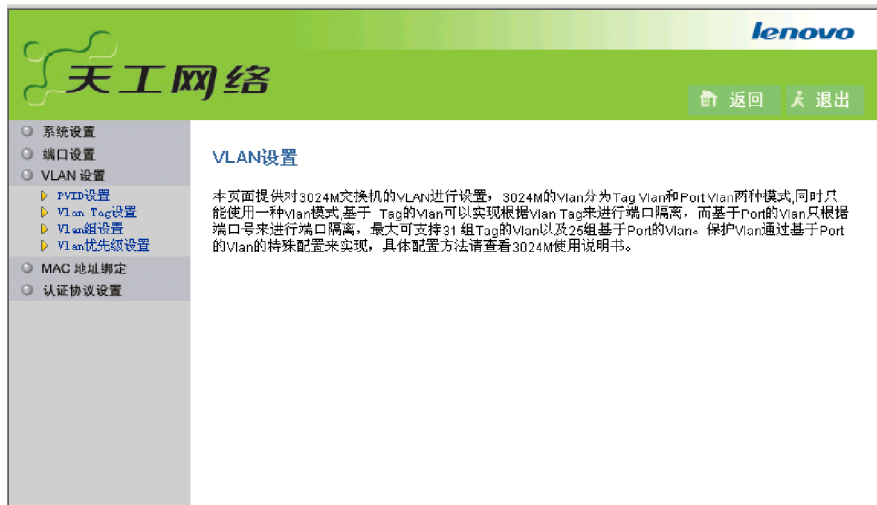 lenovo
天工网络
返回 退出
系统设置
端口设置
VLAN 设置
PVID设置
Vlan Tag设置
Vlan组设置
Vlan优先级设置
MAC 地址绑定
认证协议设置
VLAN设置
本页面提供对3024M交换机的VLAN进行设置，3024M的Vlan分为Tag Vlan和Port Vlan两种模式,同时只
能使用一种Vlan模式,基于 Tag的Vlan可以实现根据Vlan Tag来进行端口隔离，而基于Port的Vlan只根据
端口号来进行端口隔离，最大可支持31组Tag的Vlan以及25组基于Port的Vlan。保护Vlan通过基于Port
的Vlan的特殊配置来实现，具体配置方法请查看3024M使用说明书。